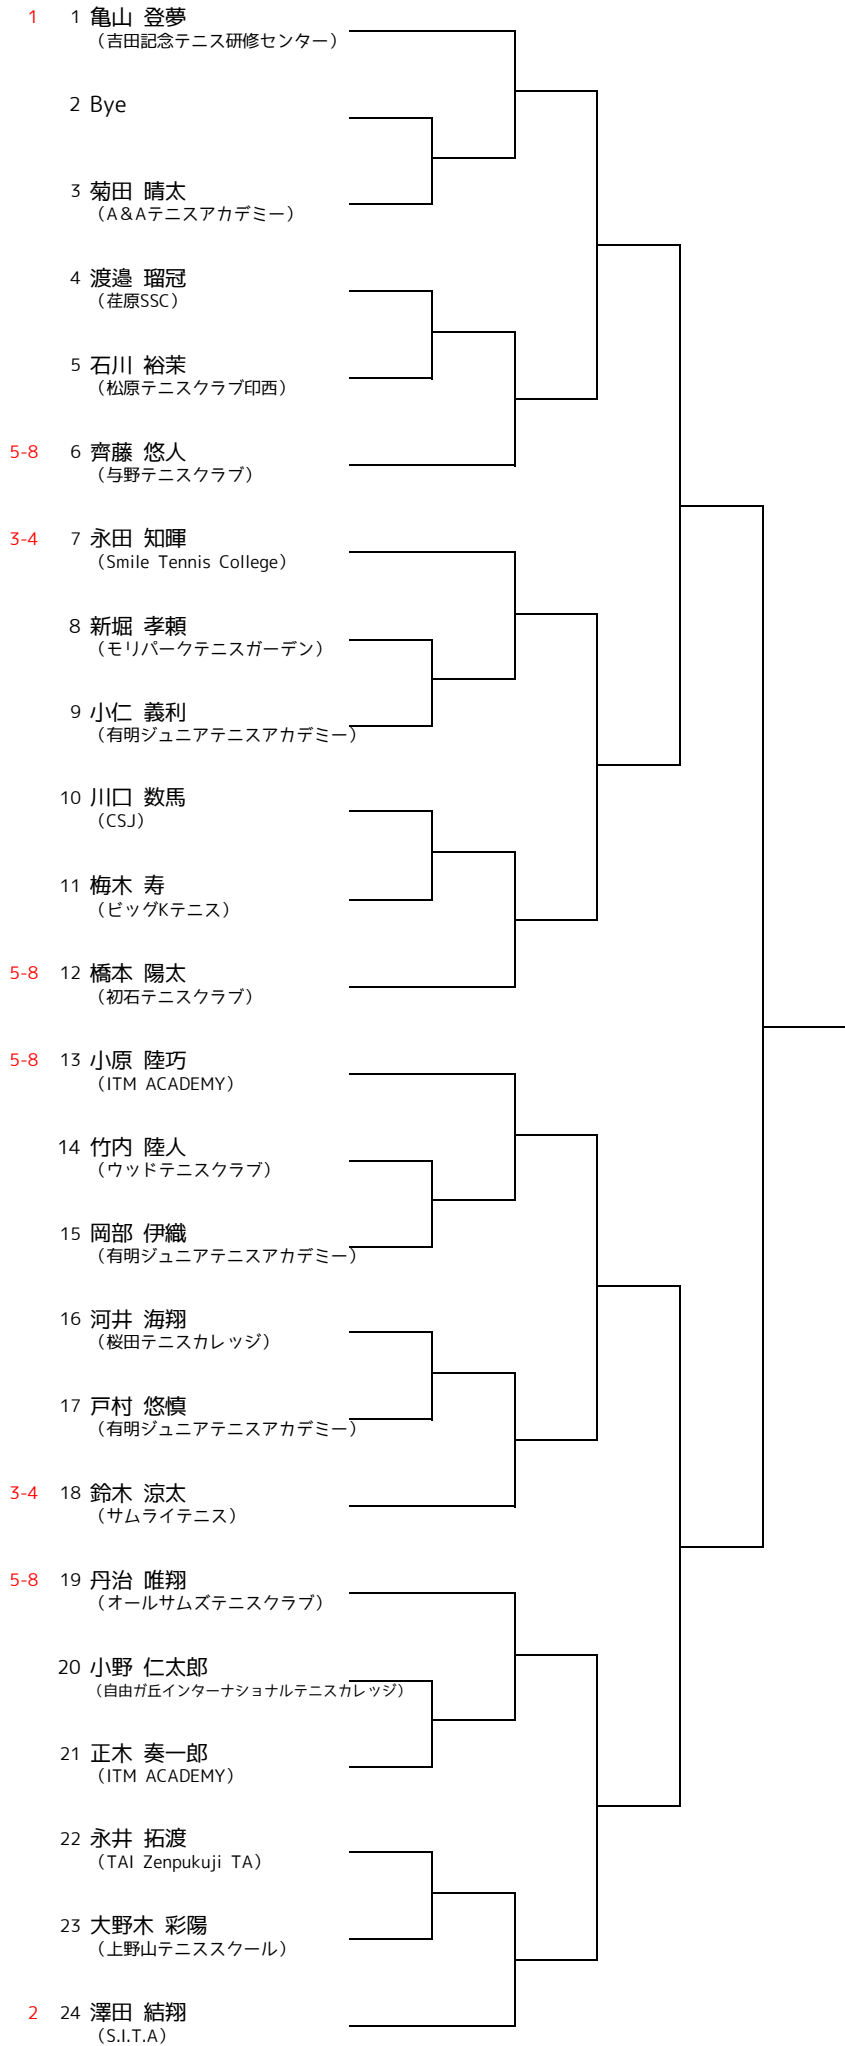 1 1 亀山 登夢
（吉田記念テニス研修センター）
2 Bye
3 菊田 晴太
（A＆Aテニスアカデミー）
4 渡邉 瑠冠
（荏原SSC）
5 石川 裕茉
（松原テニスクラブ印西）
5-8 6 齊藤 悠人
（与野テニスクラブ）
3-4 7 永田 知暉
（Smile Tennis College）
8 新堀 孝頼
（モリパークテニスガーデン）
9 小仁 義利
（有明ジュニアテニスアカデミー）
10 川口 数馬
（CSJ）
11 梅木 寿
（ビッグKテニス）
5-8 12 橋本 陽太
（初石テニスクラブ）
5-8 13 小原 陸巧
（ITM ACADEMY）
14 竹内 陸人
（ウッドテニスクラブ）
15 岡部 伊織
（有明ジュニアテニスアカデミー）
16 河井 海翔
（桜田テニスカレッジ）
17 戸村 悠慎
（有明ジュニアテニスアカデミー）
3-4 18 鈴木 涼太
（サムライテニス）
5-8 19 丹治 唯翔
（オールサムズテニスクラブ）
20 小野 仁太郎
（自由ガ丘インターナショナルテニスカレッジ）
21 正木 奏一郎
（ITM ACADEMY）
22 永井 拓渡
（TAI Zenpukuji TA）
23 大野木 彩陽
（上野山テニススクール）
2 24 澤田 結翔
（S.I.T.A）